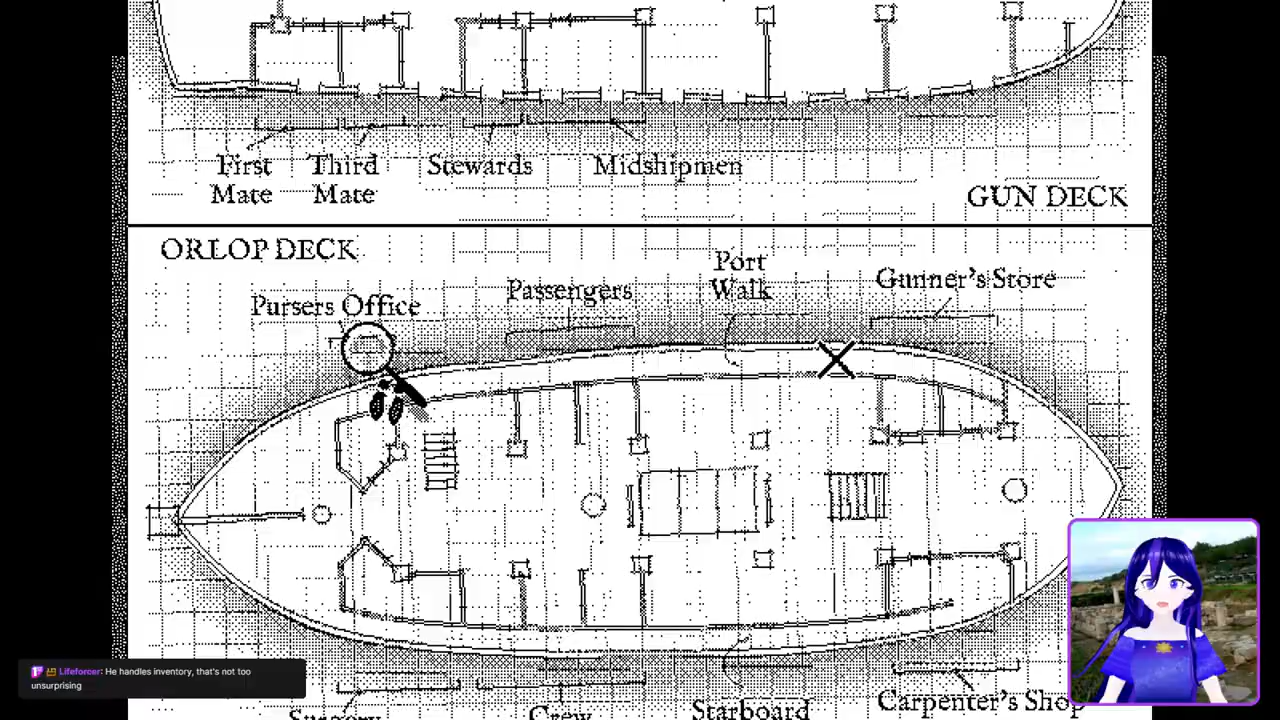 First Third Stewards Midshipmen
Mate Mate
GUN DECK
ORLOP DECK
Port
Walk
Gunner's Store
Passengers
Pursers Office
Lifeforcer: He handles inventory, that's not too
unsurprising
Surgery Crew Starboard Carpenter's Shop